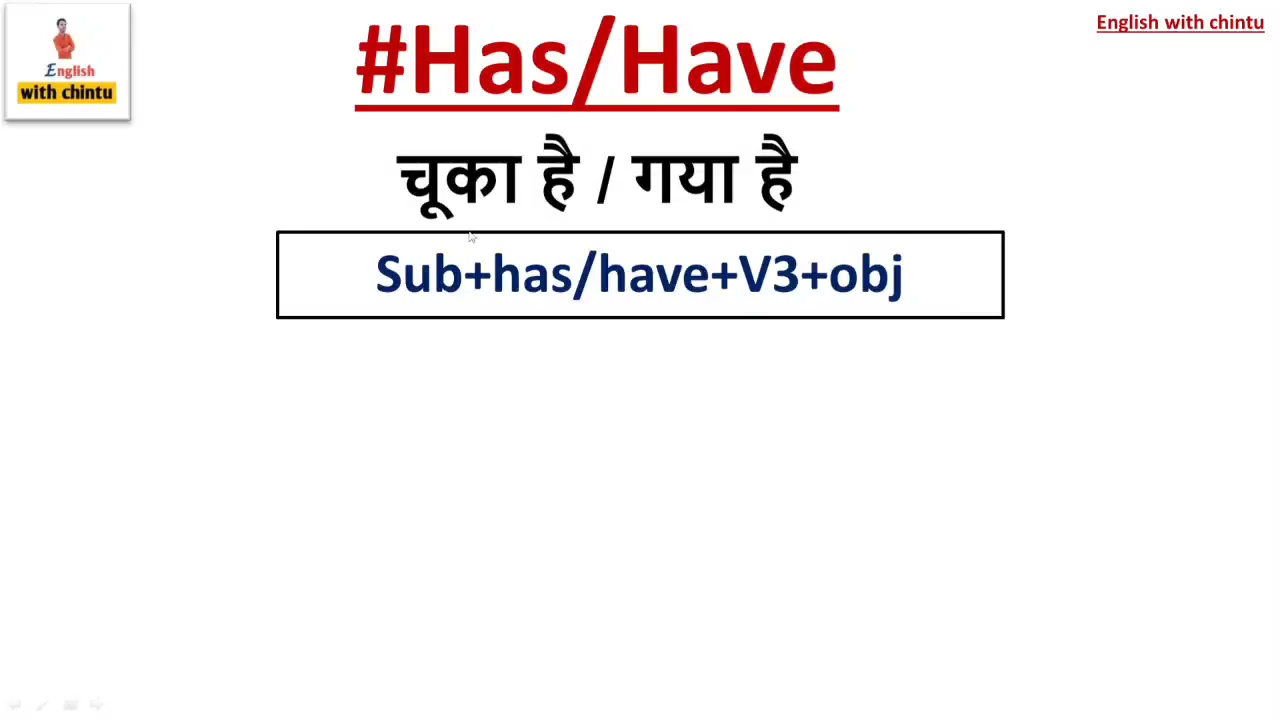 English
with chintu
#Has/Have
English with chintu
चूका है / गया है
Sub+has/have+V3+obj